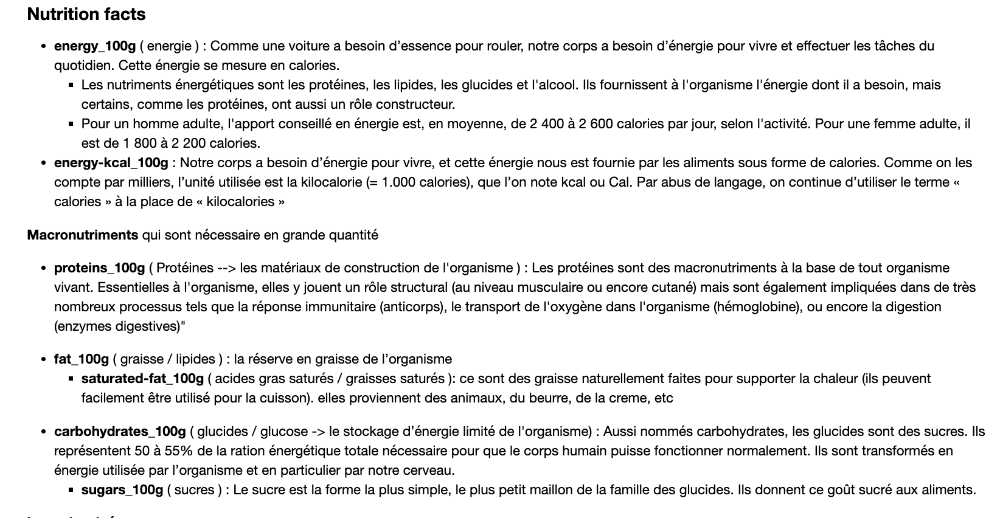 Nutrition facts
• energy_100g ( energie ) : Comme une voiture a besoin d’essence pour rouler, notre corps a besoin d’énergie pour vivre et effectuer les tâches du
quotidien. Cette énergie se mesure en calories.
▪ Les nutriments énergétiques sont les protéines, les lipides, les glucides et l'alcool. Ils fournissent à l'organisme l'énergie dont il a besoin, mais
certains, comme les protéines, ont aussi un rôle constructeur.
▪ Pour un homme adulte, l'apport conseillé en énergie est, en moyenne, de 2 400 à 2 600 calories par jour, selon l'activité. Pour une femme adulte, il
est de 1 800 à 2 200 calories.
• energy-kcal_100g : Notre corps a besoin d’énergie pour vivre, et cette énergie nous est fournie par les aliments sous forme de calories. Comme on les
compte par milliers, l’unité utilisée est la kilocalorie (= 1.000 calories), que l’on note kcal ou Cal. Par abus de langage, on continue d’utiliser le terme «
calories » à la place de « kilocalories »
Macronutriments qui sont nécessaire en grande quantité
• proteins_100g ( Protéines --> les matériaux de construction de l'organisme ) : Les protéines sont des macronutriments à la base de tout organisme
vivant. Essentielles à l'organisme, elles y jouent un rôle structural (au niveau musculaire ou encore cutané) mais sont également impliquées dans de très
nombreux processus tels que la réponse immunitaire (anticorps), le transport de l'oxygène dans l'organisme (hémoglobine), ou encore la digestion
(enzymes digestives)"
• fat_100g ( graisse / lipides ) : la réserve en graisse de l’organisme
▪ saturated-fat_100g ( acides gras saturés / graisses saturés ): ce sont des graisse naturellement faites pour supporter la chaleur (ils peuvent
facilement être utilisé pour la cuisson). elles proviennent des animaux, du beurre, de la creme, etc
• carbohydrates_100g ( glucides / glucose -> le stockage d’énergie limité de l'organisme) : Aussi nommés carbohydrates, les glucides sont des sucres. Ils
représentent 50 à 55% de la ration énergétique totale nécessaire pour que le corps humain puisse fonctionner normalement. Ils sont transformés en
énergie utilisée par l’organisme et en particulier par notre cerveau.
▪ sugars_100g ( sucres ) : Le sucre est la forme la plus simple, le plus petit maillon de la famille des glucides. Ils donnent ce goût sucré aux aliments.